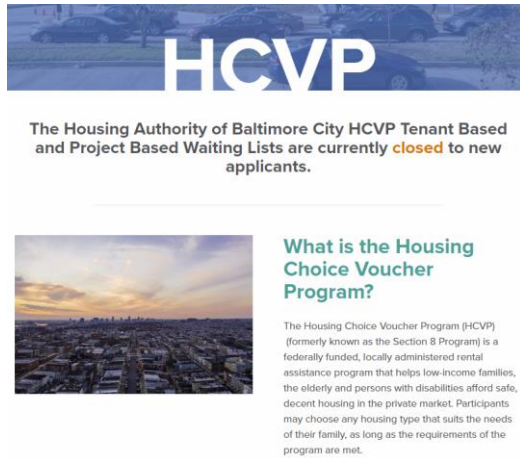 HCVP
The Housing Authority of Baltimore City HCVP Tenant Based
and Project Based Waiting Lists are currently closed to new
applicants.
What is the Housing
Choice Voucher
Program?
The Housing Choice Voucher Program (HCVP)
(formerly known as the Section 8 Program) is a
federally funded, locally administered rental
assistance program that helps low-income families,
the elderly and persons with disabilities afford safe,
decent housing in the private market. Participants
may choose any housing type that suits the needs
of their family, as long as the requirements of the
program are met.